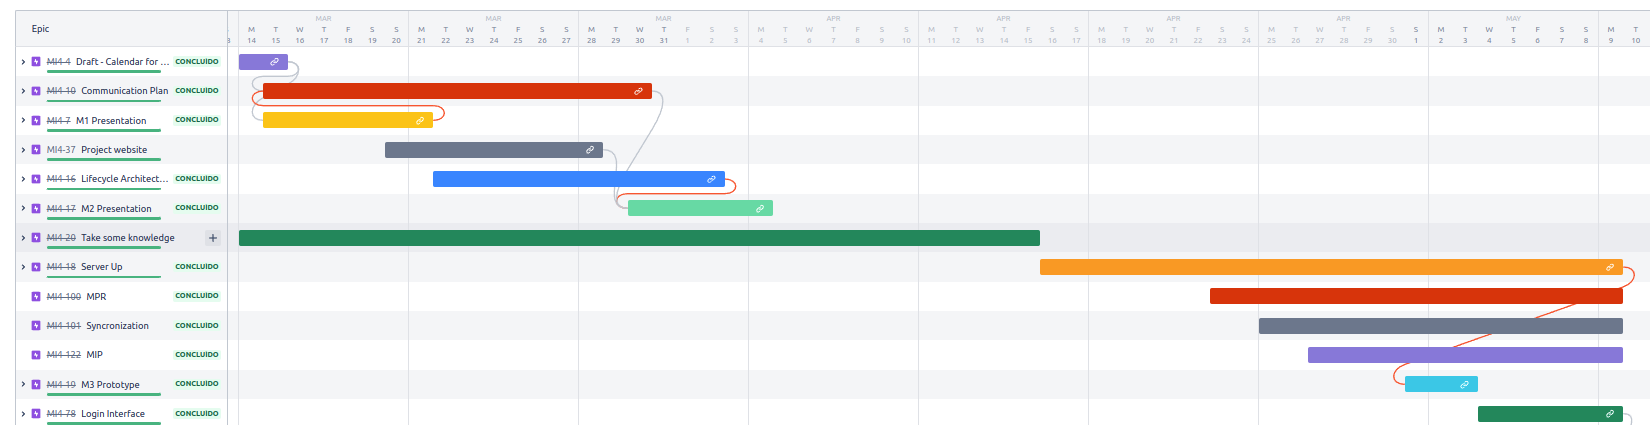 MAR MAR MAR APR APR APR APR MAY
Epic
M T W T F S S M T W T F S S M T W T F S S M T W T F S S M T W T F S S M T W T F S S M T W T F S S M T W T F S S M T
3 14 15 16 17 18 19 20 21 22 23 24 25 26 27 28 29 30 31 1 2 3 4 5 6 7 8 9 10 11 12 13 14 15 16 17 18 19 20 21 22 23 24 25 26 27 28 29 30 1 2 3 4 5 6 7 8 9 10
MI4-4 Draft - Calendar for ... CONCLUÍDO
MI4-10 Communication Plan CONCLUÍDO
MI4-7 M1 Presentation CONCLUÍDO
MI4-37 Project website CONCLUÍDO
MI4-16 Lifecycle Architect... CONCLUÍDO
MI4-17 M2 Presentation CONCLUÍDO
MI4-20 Take some knowledge
MI4-18 Server Up CONCLUÍDO
MI4-100 MPR CONCLUÍDO
MI4-101 Syncronization CONCLUÍDO
MI4-122 MIP CONCLUÍDO
MI4-19 M3 Prototype CONCLUÍDO
MI4-78 Login Interface CONCLUÍDO